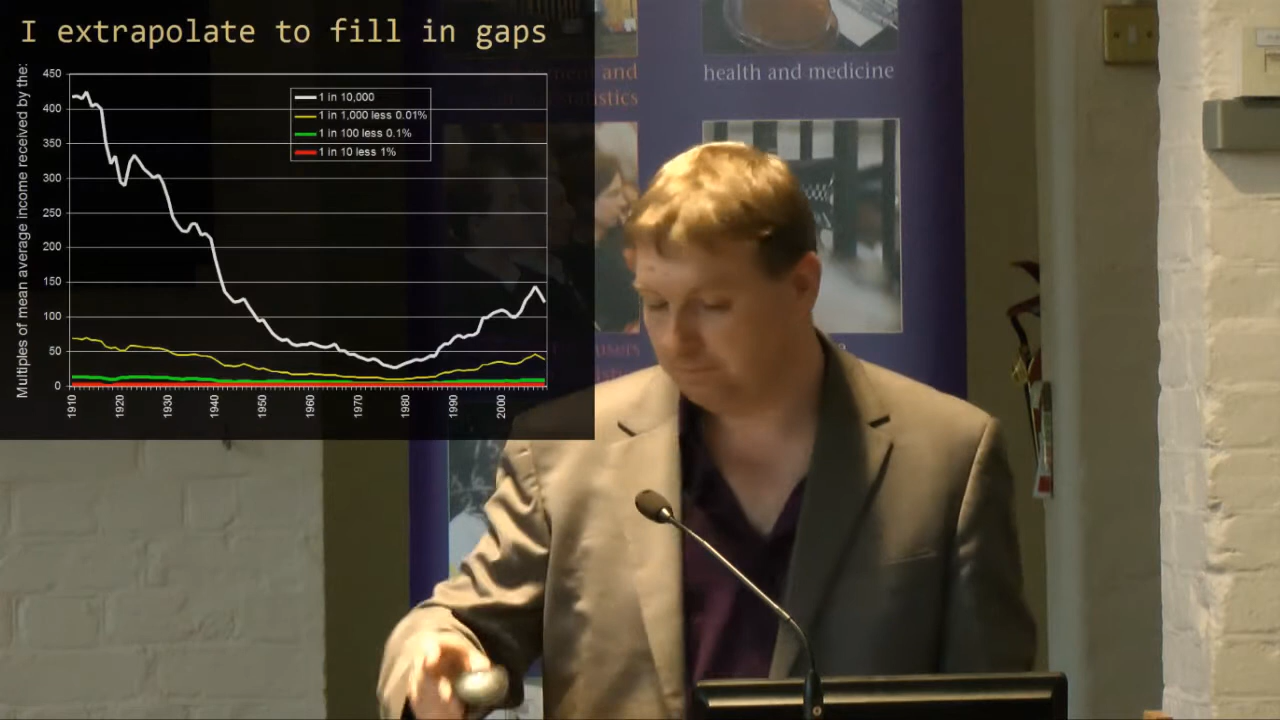 I extrapolate to fill in gaps
Multiples of mean average income received by the:
450
400
350
300
250
200
150
100
50
0
1 in 10,000
1 in 1,000 less 0.01%
1 in 100 less 0.1%
1 in 10 less 1%
1910
1920
1930
1940
1950
1960
1970
1980
1990
2000
and
health and medicine
users